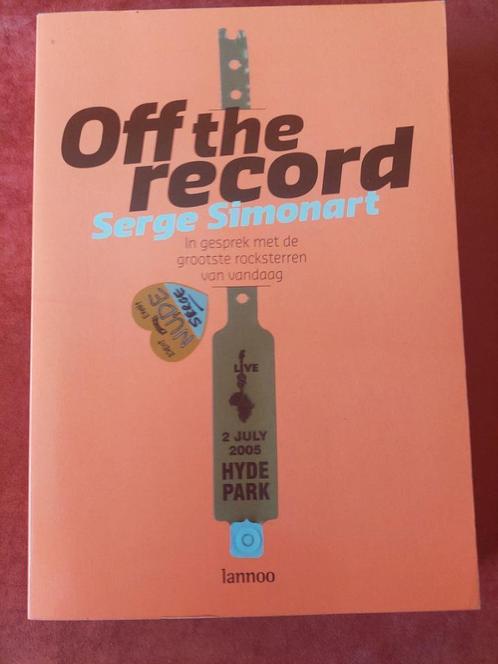 Off the
record
Serge Simonart
In gesprek met de
grootste rocksterren
van vandaag
NUDE
SERGE
LIVE
2 JULY
2005
HYDE
PARK
lannoo